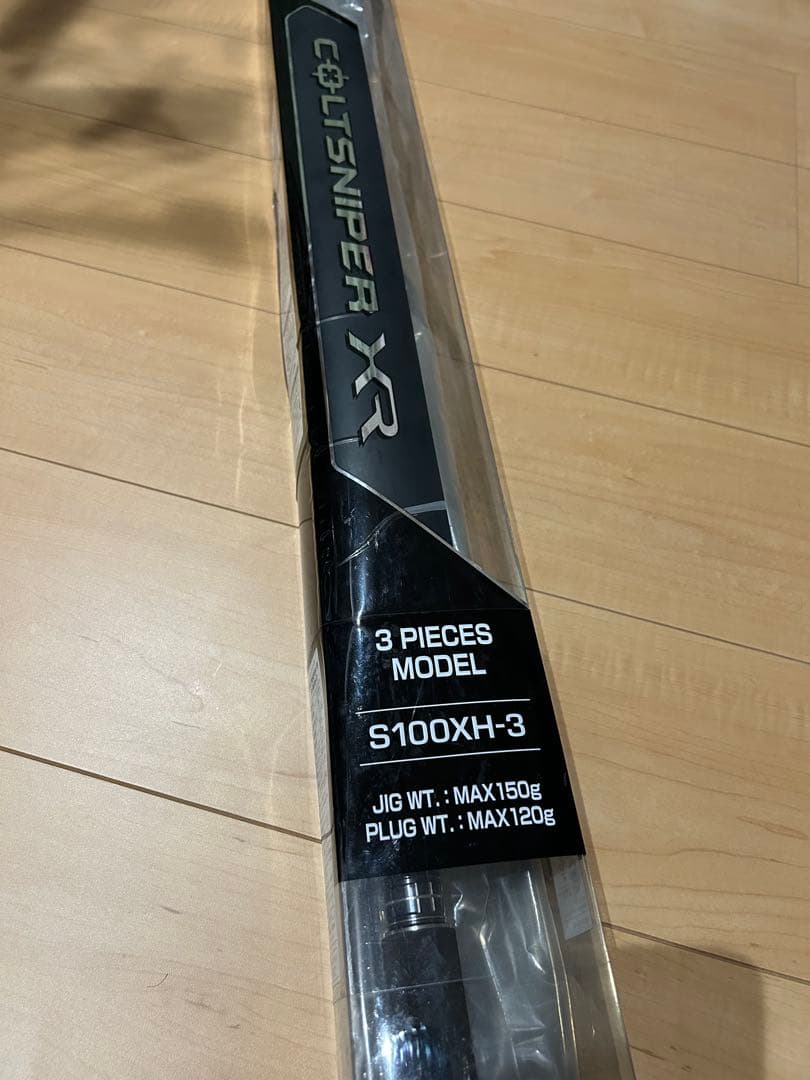 COLTSNIPER XR
3 PIECES
MODEL
S100XH-3
JIG WT. : MAX150g
PLUG WT. : MAX120g